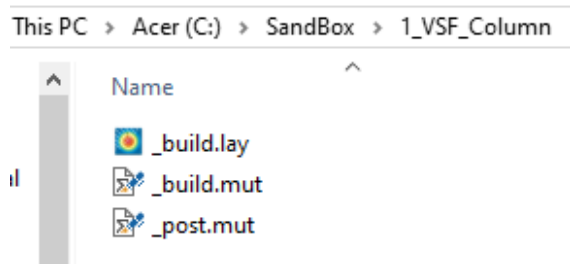 This PC > Acer (C:) > SandBox > 1_VSF_Column
Name
_build.lay
_build.mut
_post.mut